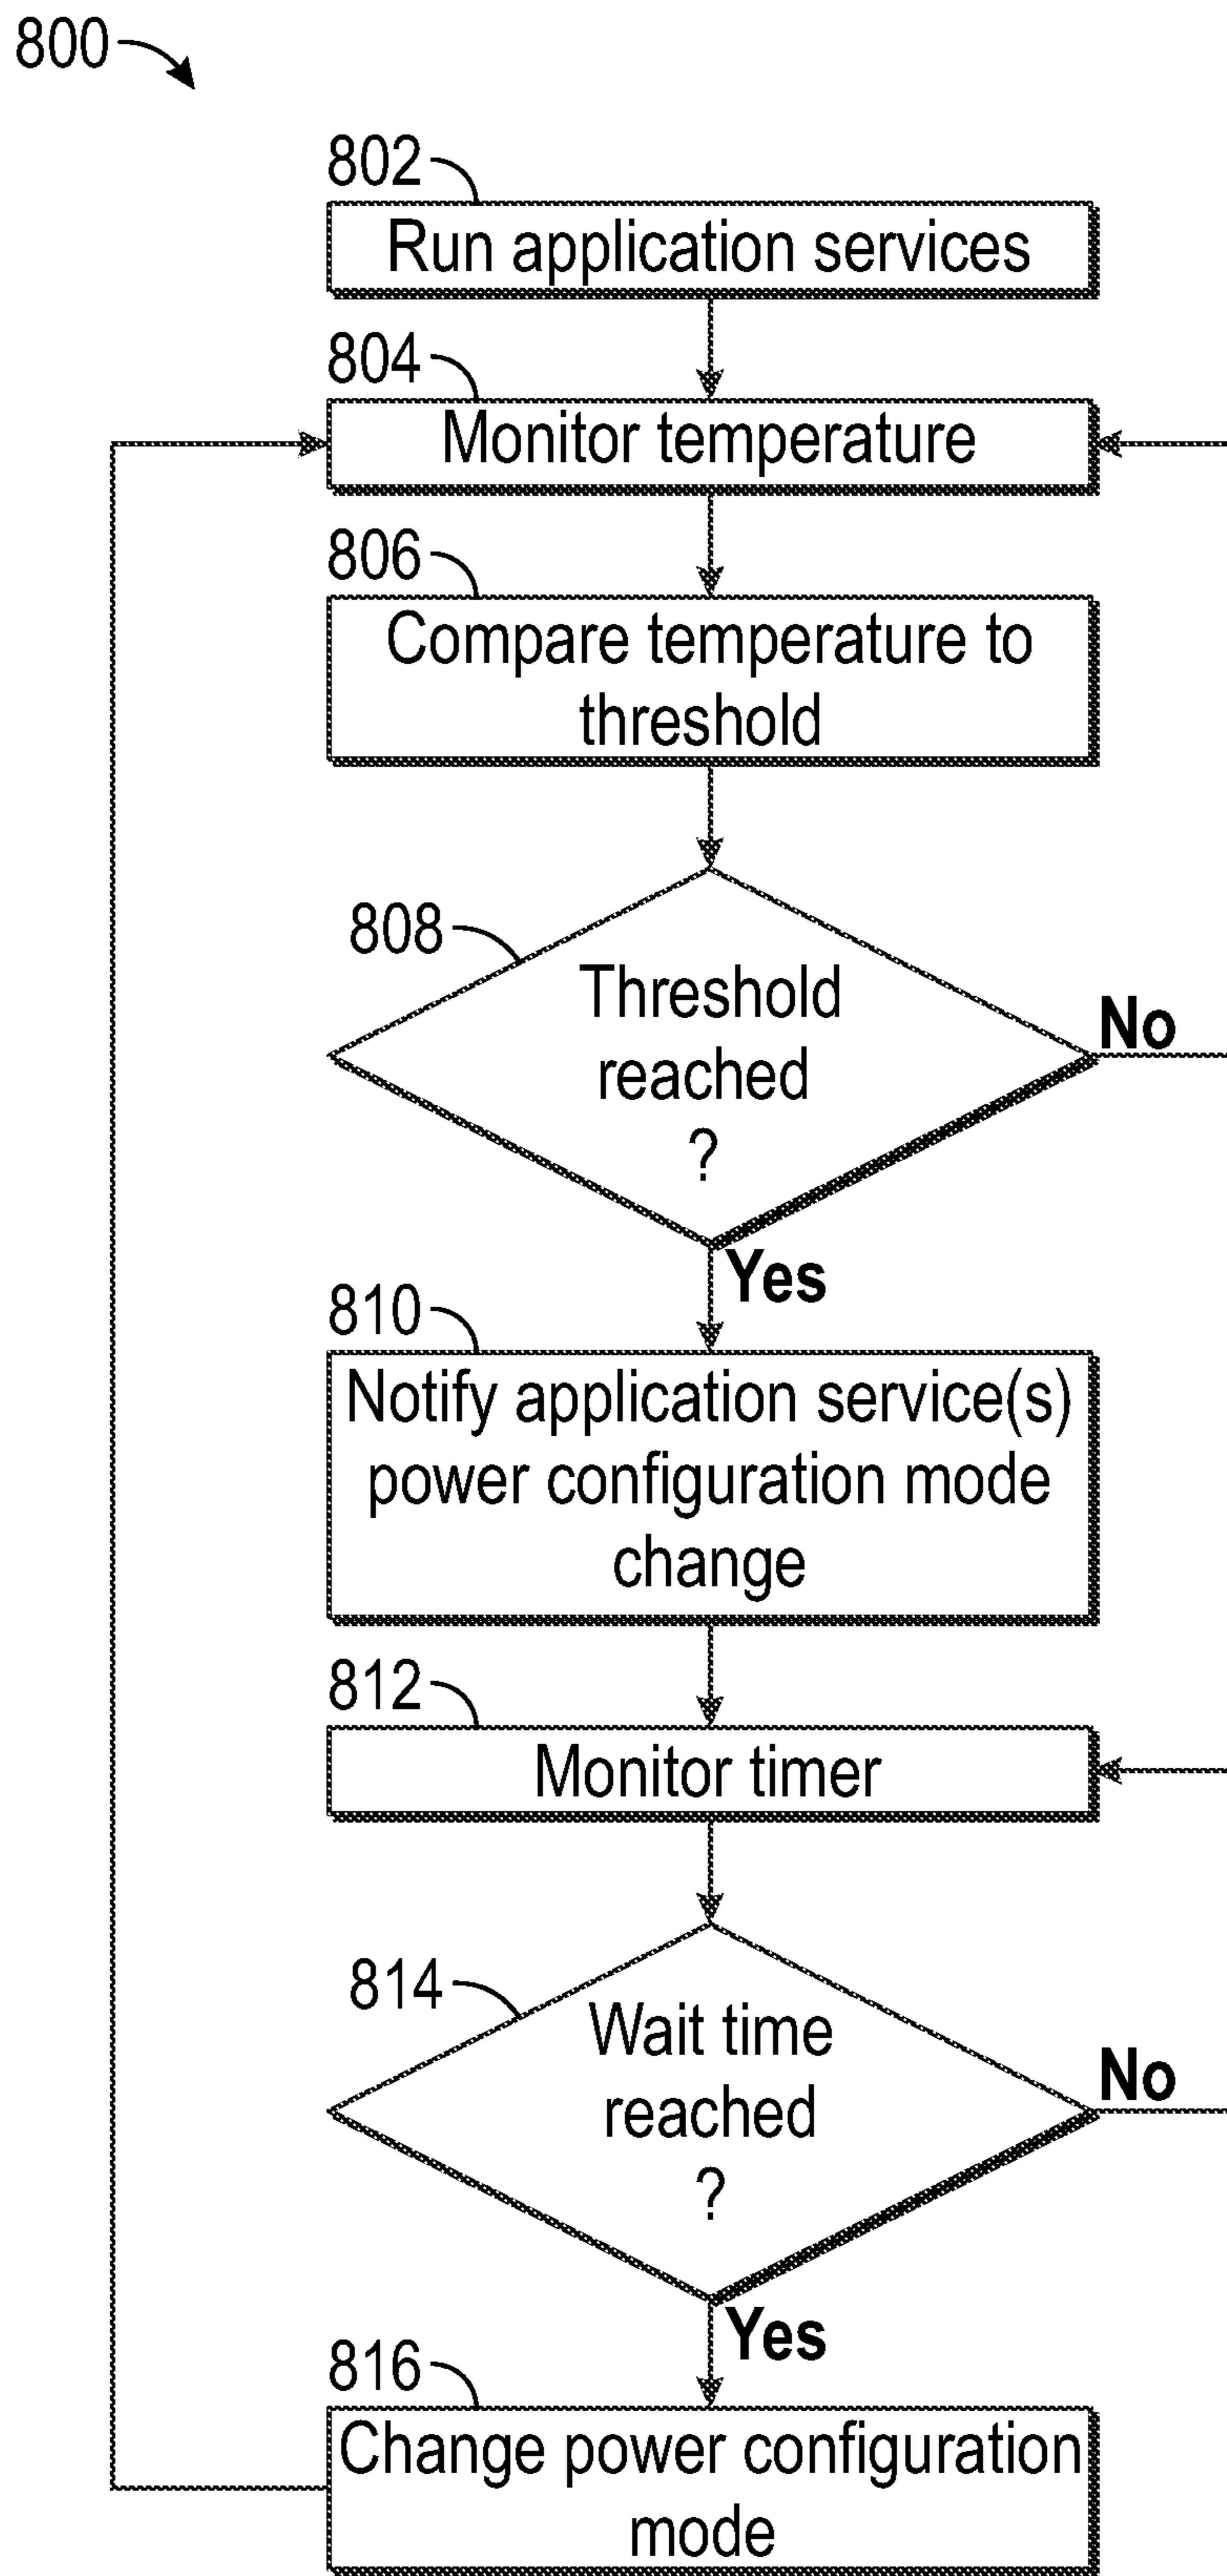 800
802
Run application services
804
Monitor temperature
806
Compare temperature to
threshold
808
Threshold
reached
?
No
Yes
810
Notify application service(s)
power configuration mode
change
812
Monitor timer
814
Wait time
reached
?
No
Yes
816
Change power configuration
mode